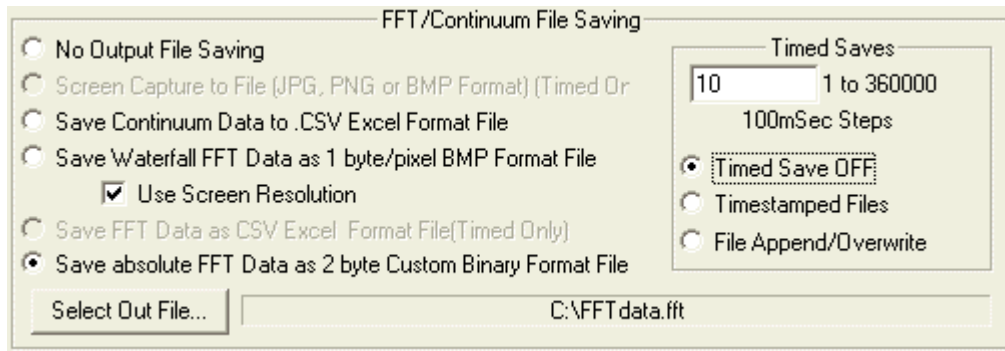 FFT/Continuum File Saving
No Output File Saving
Screen Capture to File (JPG, PNG or BMP Format) (Timed Or
Save Continuum Data to .CSV Excel Format File
Save Waterfall FFT Data as 1 byte/pixel BMP Format File
Use Screen Resolution
Save FFT Data as CSV Excel Format File(Timed Only)
Save absolute FFT Data as 2 byte Custom Binary Format File
Select Out File...
C:\FFTdata.fft
Timed Saves
10 1 to 360000
100mSec Steps
Timed Save OFF
Timestamped Files
File Append/Overwrite